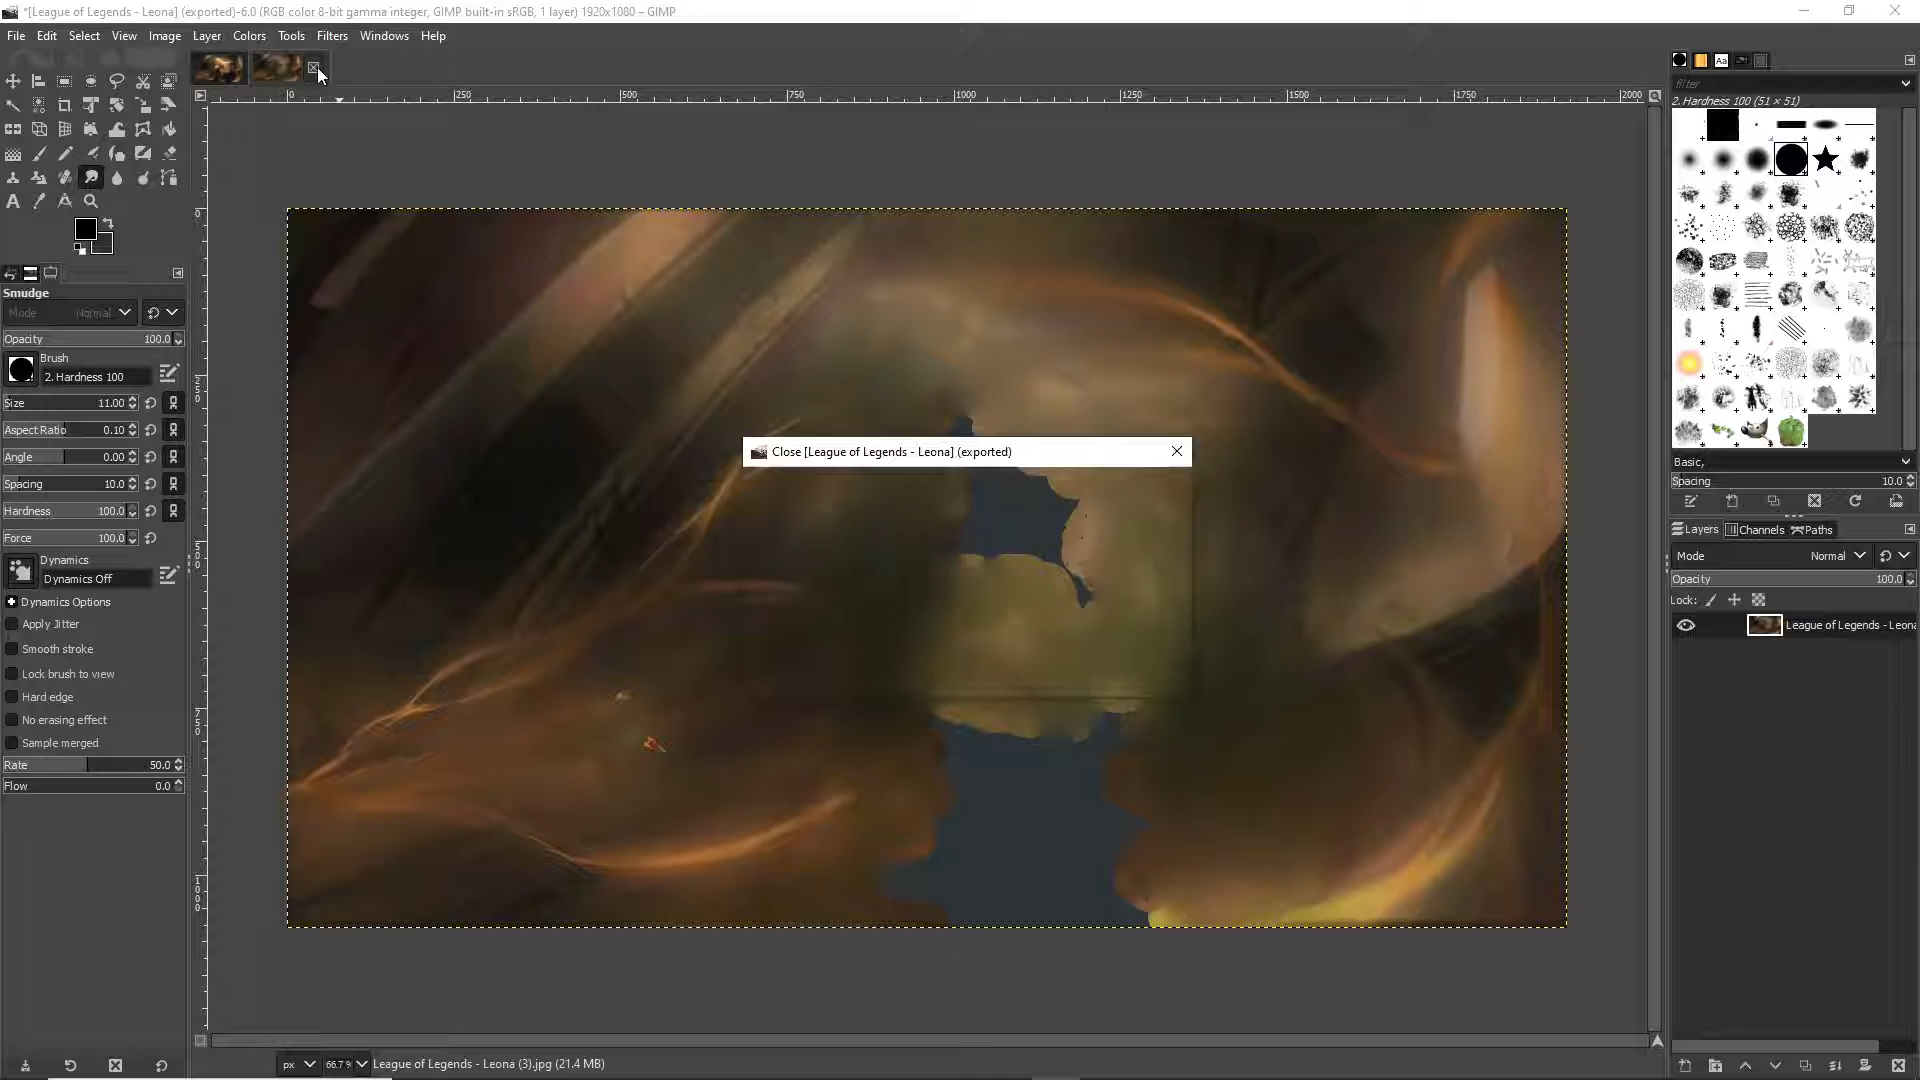 *[League of Legends - Leona] (exported)-6.0 (RGB color 8-bit gamma integer, GIMP built-in sRGB, 1 layer) 1920x1080 – GIMP
File Edit Select View Image Layer Colors Tools Filters Windows Help
0 250 500 750 1000 1250 1500 1750 2000
filter
2. Hardness 100 (51 × 51)
Smudge
Mode Normal
Opacity 100.0
Brush
2. Hardness 100
Size 11.00
Aspect Ratio 0.10
Angle 0.00
Spacing 10.0
Hardness 100.0
Force 100.0
Dynamics
Dynamics Off
Dynamics Options
Apply Jitter
Smooth stroke
Lock brush to view
Hard edge
No erasing effect
Sample merged
Rate 50.0
Flow 0.0
0
250
500
750
1000
Close [League of Legends - Leona] (exported)
Basic,
Spacing 10.0
Layers Channels Paths
Mode Normal
Opacity 100.0
Lock:
League of Legends - Leona
px 66.7 League of Legends - Leona (3).jpg (21.4 MB)